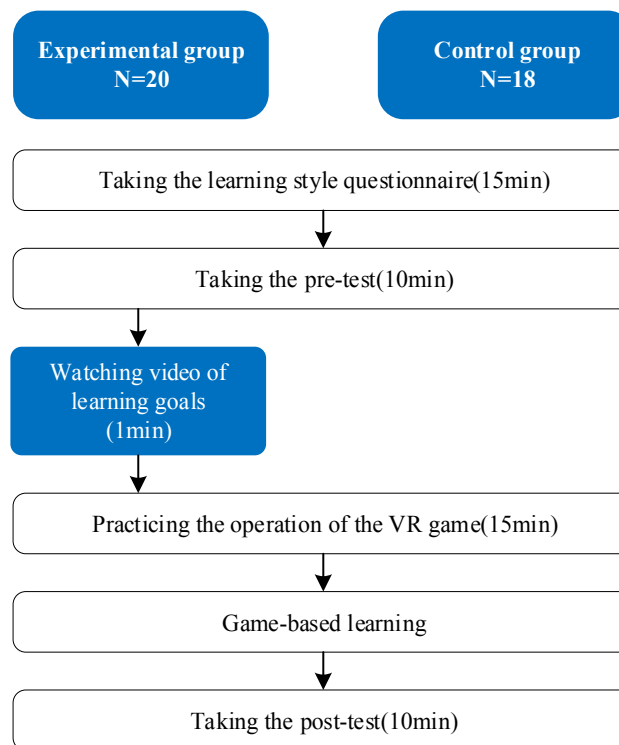 Experimental group
N=20
Control group
N=18
Taking the learning style questionnaire(15min)
Taking the pre-test(10min)
Watching video of
learning goals
(1min)
Practicing the operation of the VR game(15min)
Game-based learning
Taking the post-test(10min)